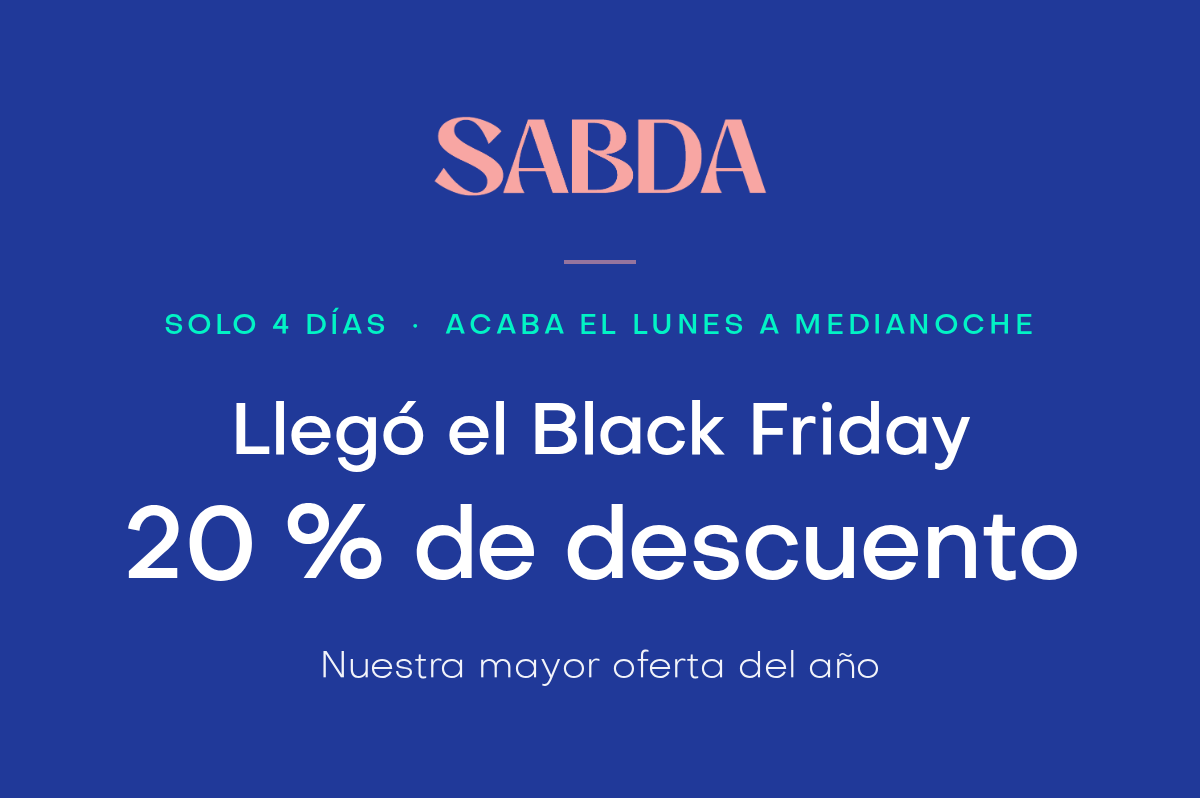 SABDA
SOLO 4 DÍAS · ACABA EL LUNES A MEDIANOCHE
Llegó el Black Friday
20 % de descuento
Nuestra mayor oferta del año